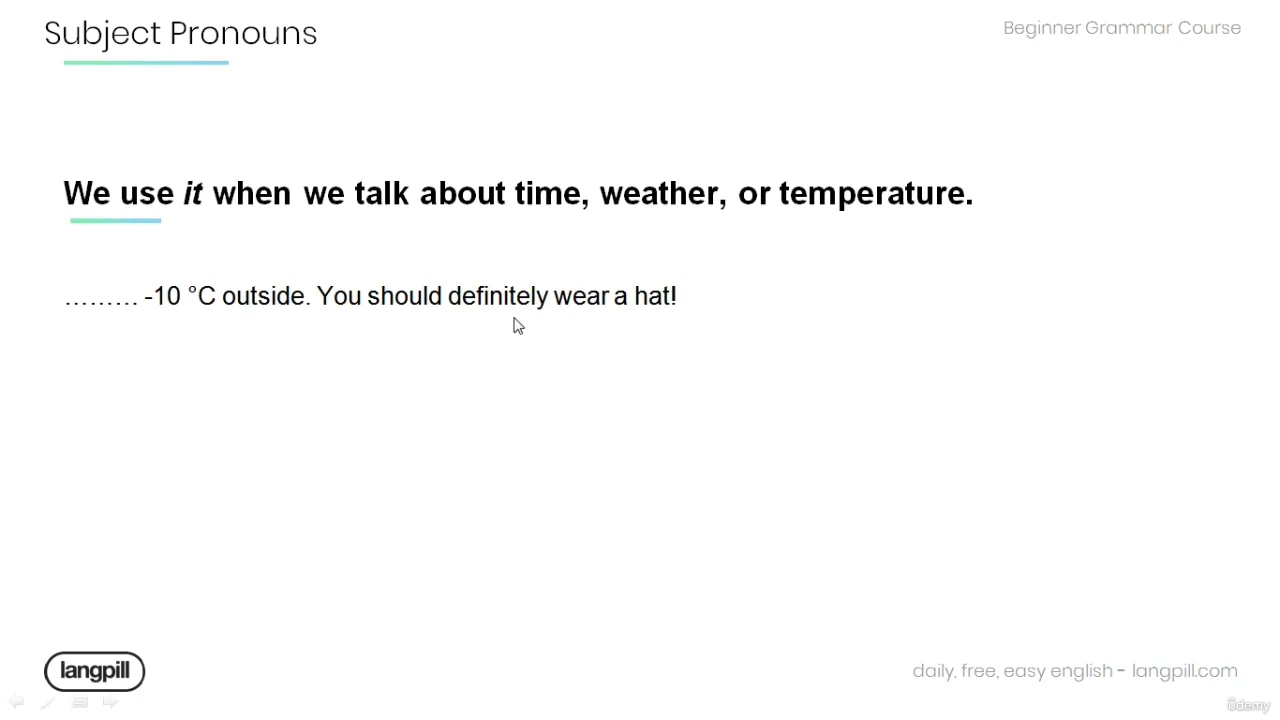 Subject Pronouns
Beginner Grammar Course
We use it when we talk about time, weather, or temperature.
……… -10 °C outside. You should definitely wear a hat!
langpill
daily, free, easy english - langpill.com
ûdemy